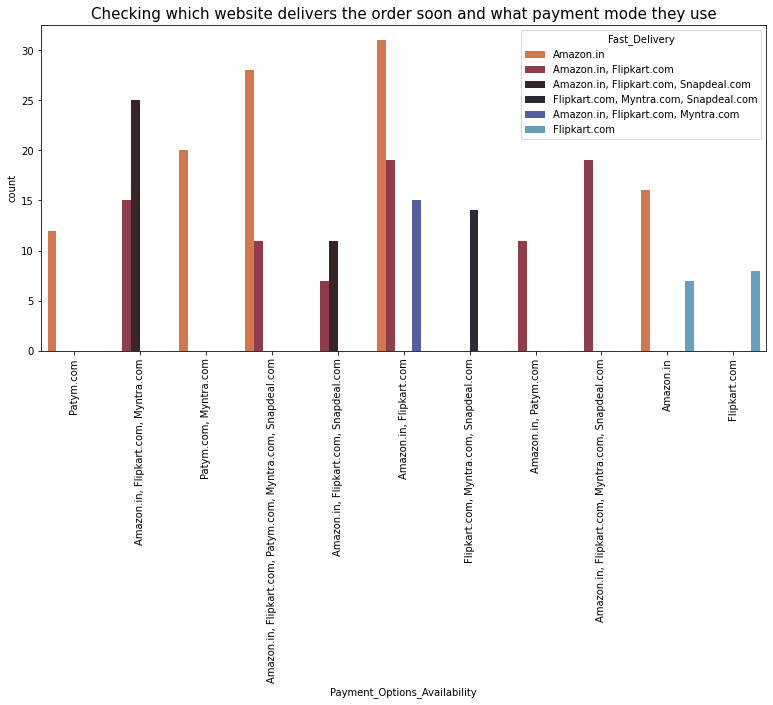 Checking which website delivers the order soon and what payment mode they use
Fast_Delivery
Amazon.in
Amazon.in, Flipkart.com
Amazon.in, Flipkart.com, Snapdeal.com
Flipkart.com, Myntra.com, Snapdeal.com
Amazon.in, Flipkart.com, Myntra.com
Flipkart.com
30
25
20
15
10
5
0
count
Patym.com
Amazon.in, Flipkart.com, Myntra.com
Patym.com, Myntra.com
Amazon.in, Flipkart.com, Patym.com, Myntra.com, Snapdeal.com
Amazon.in, Flipkart.com, Snapdeal.com
Amazon.in, Flipkart.com
Flipkart.com, Myntra.com, Snapdeal.com
Amazon.in, Patym.com
Amazon.in, Flipkart.com, Myntra.com, Snapdeal.com
Amazon.in
Flipkart.com
Payment_Options_Availability